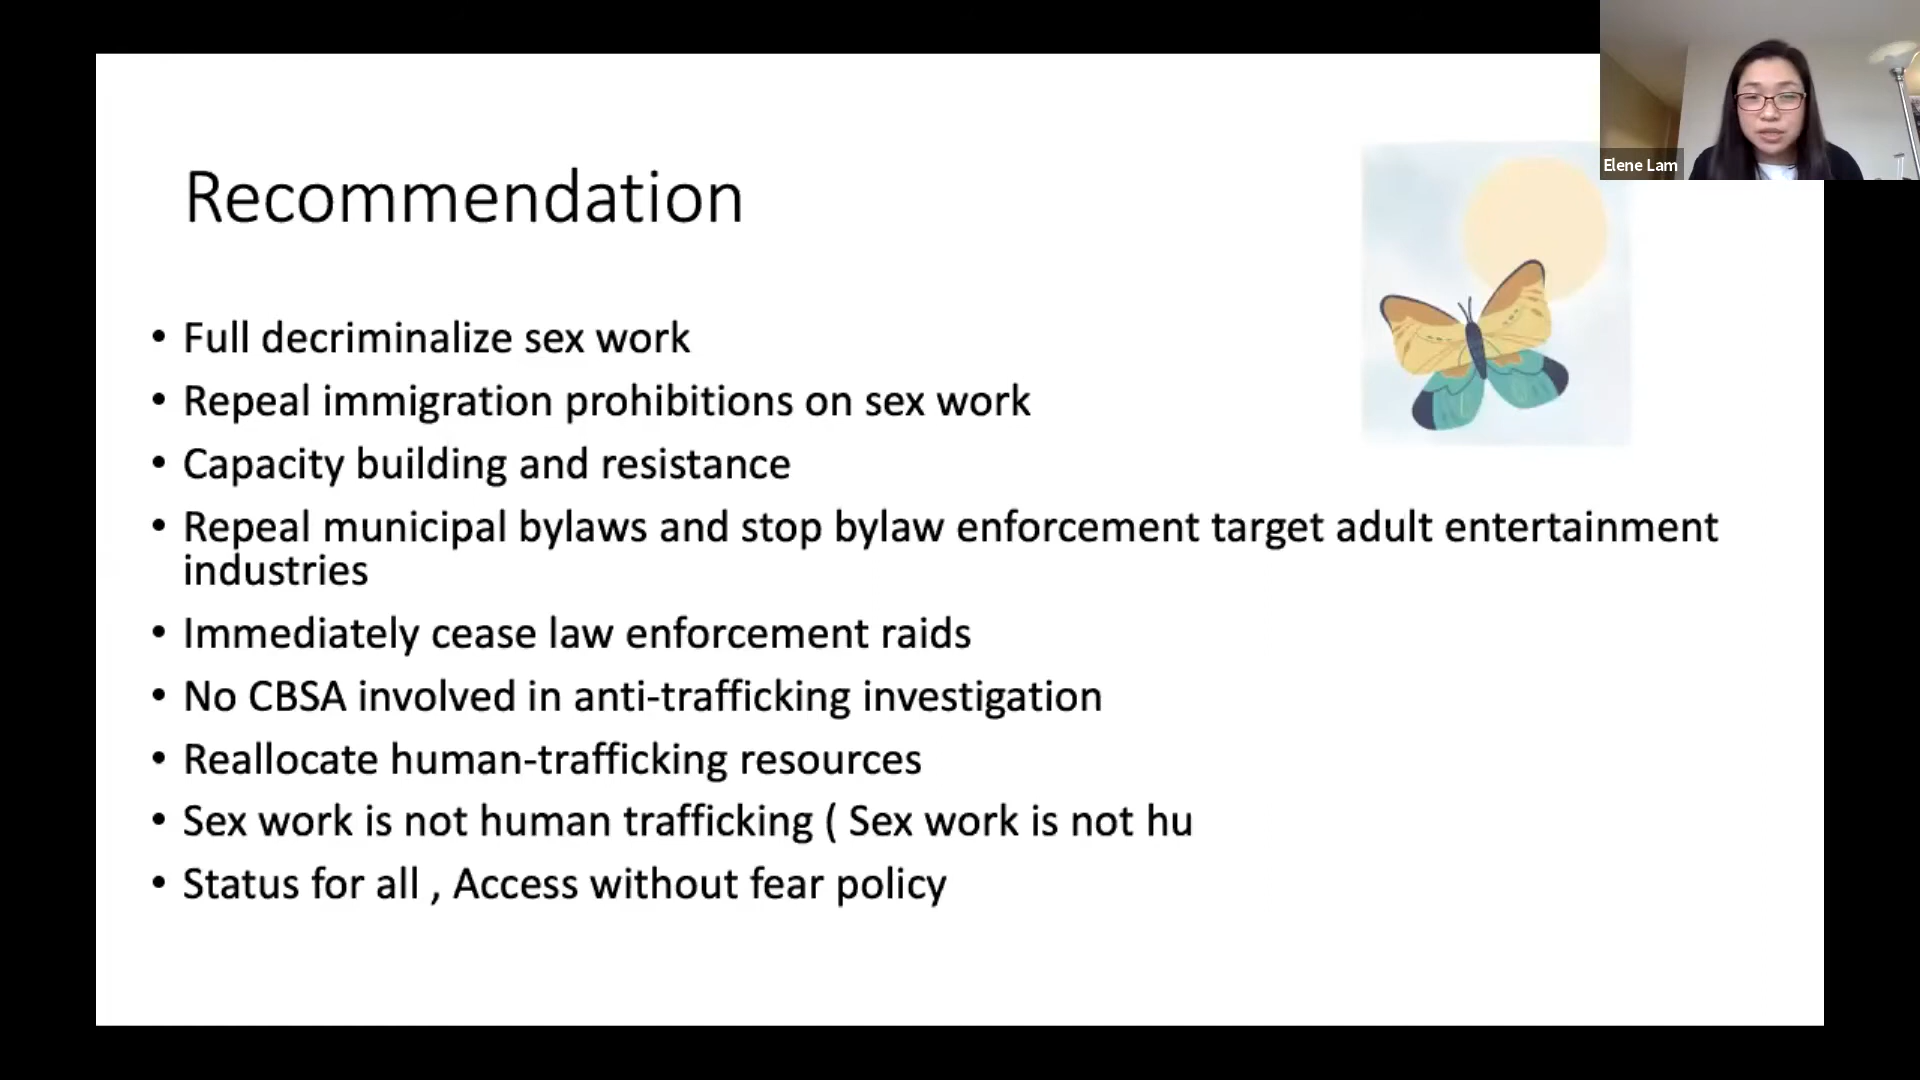 Recommendation
Elene Lam
• Full decriminalize sex work
• Repeal immigration prohibitions on sex work
• Capacity building and resistance
• Repeal municipal bylaws and stop bylaw enforcement target adult entertainment
industries
• Immediately cease law enforcement raids
• No CBSA involved in anti-trafficking investigation
• Reallocate human-trafficking resources
• Sex work is not human trafficking ( Sex work is not hu
• Status for all , Access without fear policy